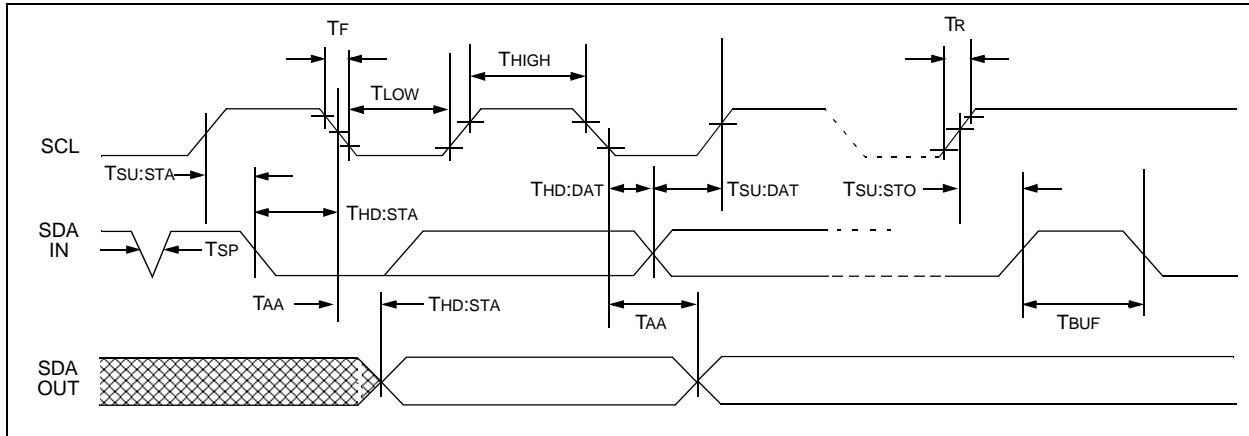 TF
TR
THIGH
TLOW
SCL
TSU:STA
THD:DAT
TSU:DAT
TSU:STO
THD:STA
SDA
IN
TSP
TAA
THD:STA
TAA
TBUF
SDA
OUT